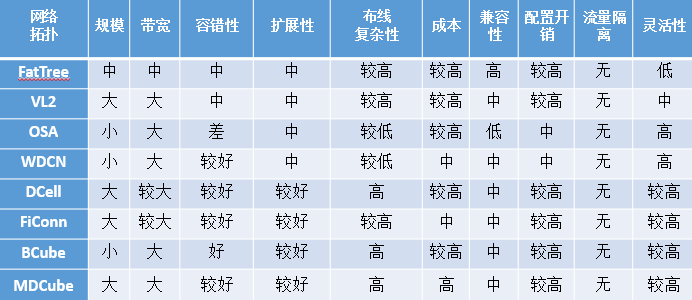 网络拓扑 规模 带宽 容错性 扩展性 布线复杂性 成本 兼容性 配置开销 流量隔离 灵活性
FatTree 中 中 中 中 较高 较高 高 较高 无 低
VL2 大 大 中 中 较高 较高 中 较高 无 中
OSA 小 大 差 中 较低 较高 低 中 无 高
WDCN 小 大 较好 中 较低 中 中 中 无 高
DCell 大 较大 较好 较好 高 较高 中 较高 无 较高
FiConn 大 较大 较好 较好 较高 中 中 较高 无 较高
BCube 小 大 好 较好 高 较高 中 较高 无 较高
MDCube 大 大 较好 较好 高 高 中 较高 无 较高